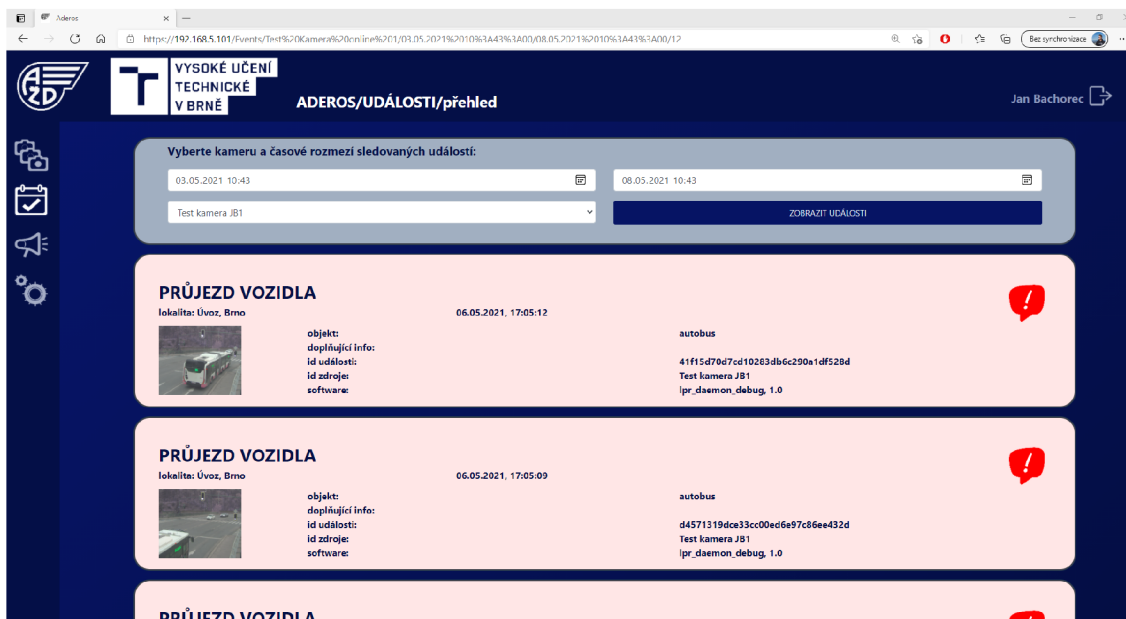 Aderos
https://192.168.5.101/Events/Test%20Kamera%20online%201/03.05.2021%2010%3A43%3A00/08.05.2021%2010%3A43%3A00/12
Bez synchronizace
AŽD
T
VYSOKÉ UČENÍ
TECHNICKÉ
V BRNĚ
ADEROS/UDÁLOSTI/přehled
Jan Bachorec
Vyberte kameru a časové rozmezí sledovaných událostí:
03.05.2021 10:43
08.05.2021 10:43
Test kamera JB1
ZOBRAZIT UDÁLOSTI
PRŮJEZD VOZIDLA
lokalita: Úvoz, Brno 06.05.2021, 17:05:12
objekt: autobus
doplňující info:
id události: 41f15d70d7cd10283db6c290a1df528d
id zdroje: Test kamera JB1
software: lpr_daemon_debug, 1.0
PRŮJEZD VOZIDLA
lokalita: Úvoz, Brno 06.05.2021, 17:05:09
objekt: autobus
doplňující info:
id události: d4571319dce33cc00ed6e97c86ee432d
id zdroje: Test kamera JB1
software: lpr_daemon_debug, 1.0
PRŮJEZD VOZIDLA